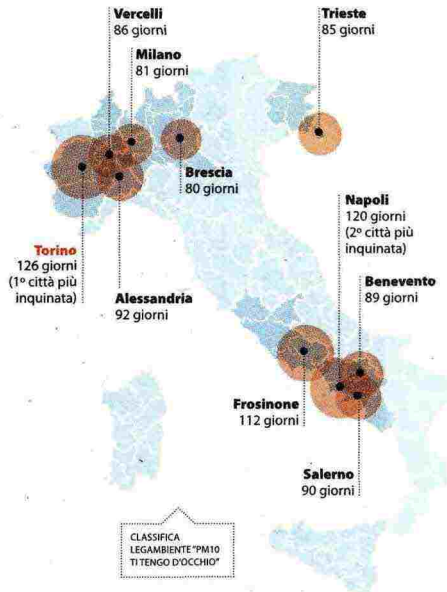 Vercelli
86 giorni
Trieste
85 giorni
Milano
81 giorni
Brescia
80 giorni
Napoli
120 giorni
(2º città più
inquinata)
Torino
126 giorni
(1º città più
inquinata)
Alessandria
92 giorni
Benevento
89 giorni
Frosinone
112 giorni
Salerno
90 giorni
CLASSIFICA
LEGAMBIENTE "PM10
TI TENGO D'OCCHIO"